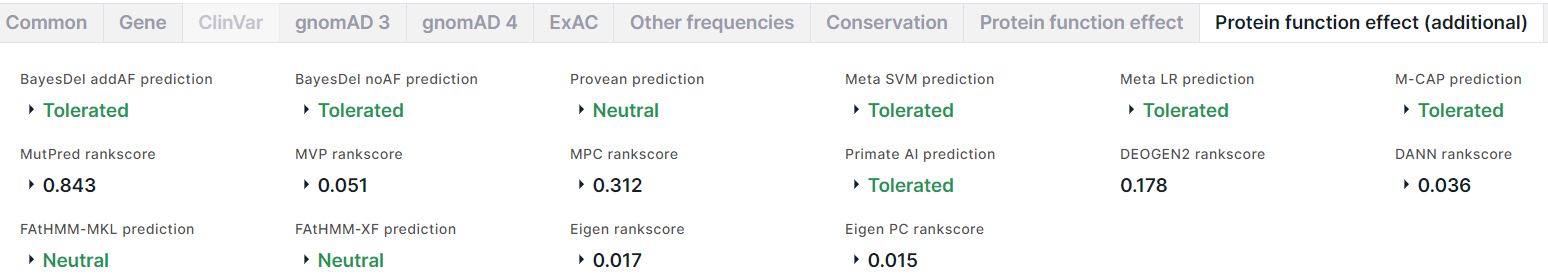 Common Gene ClinVar gnomAD 3 gnomAD 4 ExAC Other frequencies Conservation Protein function effect Protein function effect (additional)
BayesDel addAF prediction BayesDel noAF prediction Provean prediction Meta SVM prediction Meta LR prediction M-CAP prediction
Tolerated Tolerated Neutral Tolerated Tolerated Tolerated
MutPred rankscore MVP rankscore MPC rankscore Primate AI prediction DEOGEN2 rankscore DANN rankscore
0.843 0.051 0.312 Tolerated 0.178 0.036
FAtHMM-MKL prediction FAtHMM-XF prediction Eigen rankscore Eigen PC rankscore
Neutral Neutral 0.017 0.015